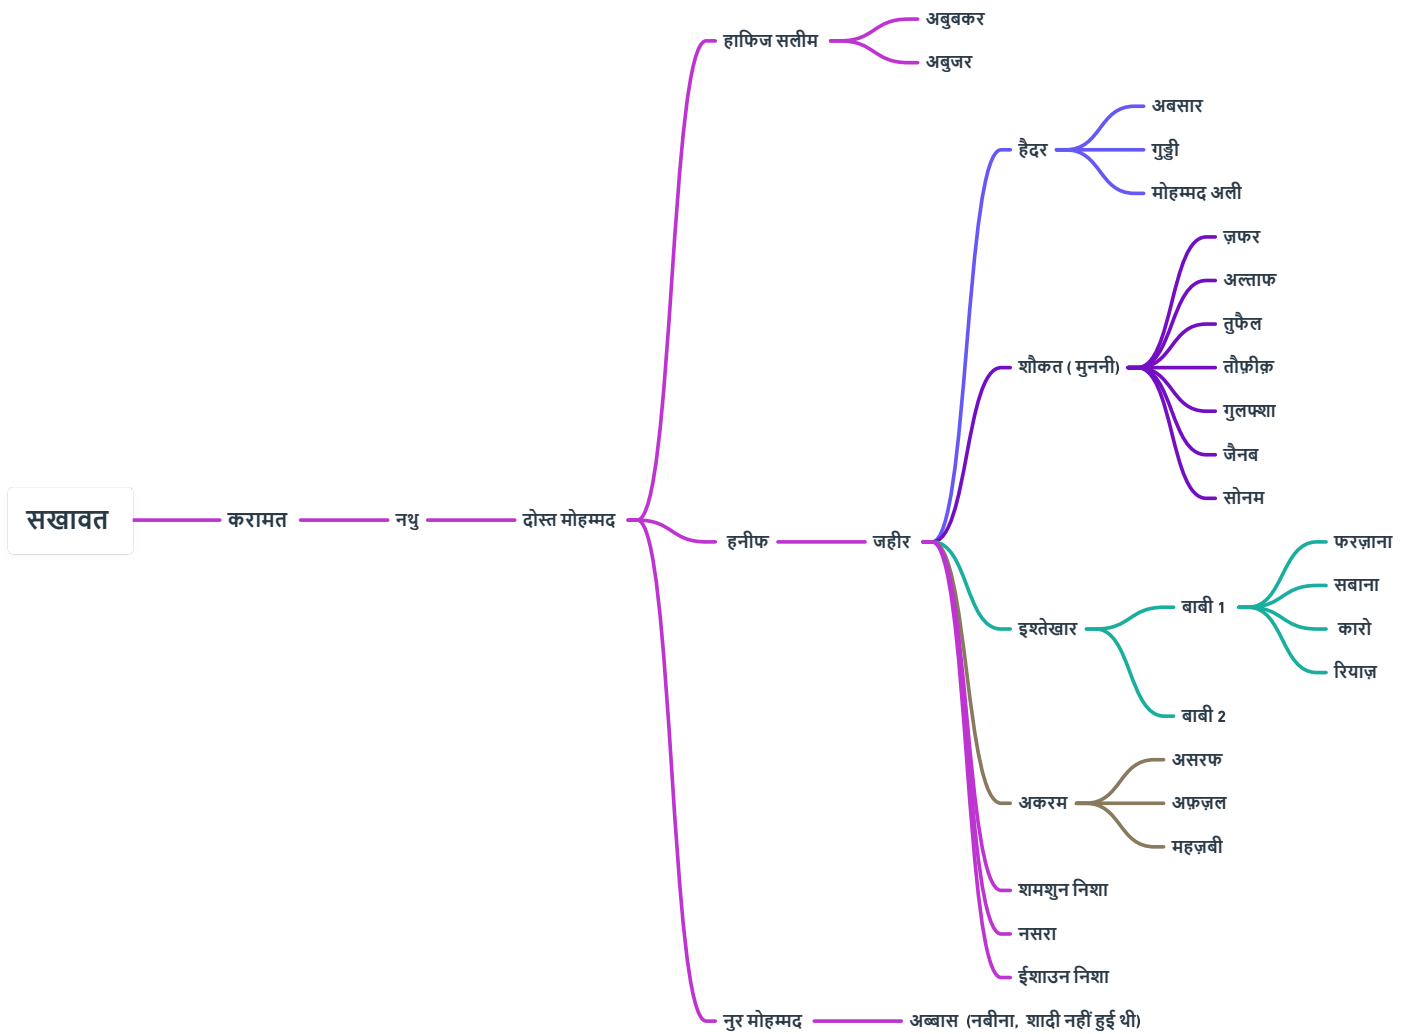 सखावत
करामत
नथु
दोस्त मोहम्मद
हाफिज सलीम
अबुबकर
अबुजर
हनीफ
जहीर
हैदर
अबसार
गुड्डी
मोहम्मद अली
शौकत ( मुननी)
ज़फर
अल्ताफ
तुफैल
तौफ़ीक़
गुलफ्शा
जैनब
सोनम
इश्तेखार
बाबी 1
फरज़ाना
सबाना
कारो
रियाज़
बाबी 2
अकरम
असरफ
अफ़ज़ल
महज़बी
शमशुन निशा
नसरा
ईशाउन निशा
नुर मोहम्मद
अब्बास (नबीना, शादी नहीं हुई थी)